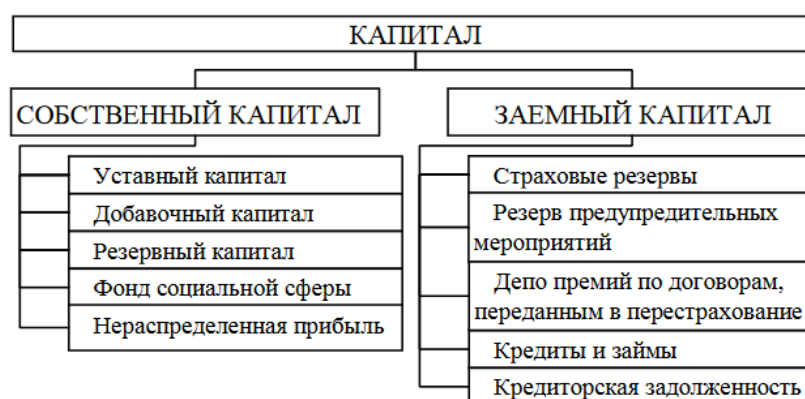 КАПИТАЛ
СОБСТВЕННЫЙ КАПИТАЛ
Уставный капитал
Добавочный капитал
Резервный капитал
Фонд социальной сферы
Нераспределенная прибыль
ЗАЕМНЫЙ КАПИТАЛ
Страховые резервы
Резерв предупредительных
мероприятий
Депо премий по договорам,
переданным в перестрахование
Кредиты и займы
Кредиторская задолженность